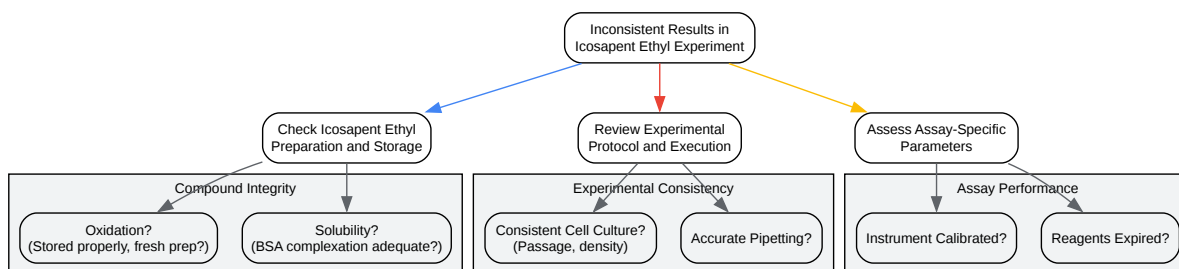 Inconsistent Results in
Icosapent Ethyl Experiment
Check Icosapent Ethyl
Preparation and Storage
Review Experimental
Protocol and Execution
Assess Assay-Specific
Parameters
Compound Integrity
Experimental Consistency
Assay Performance
Oxidation?
(Stored properly, fresh prep?)
Solubility?
(BSA complexation adequate?)
Consistent Cell Culture?
(Passage, density)
Accurate Pipetting?
Instrument Calibrated?
Reagents Expired?